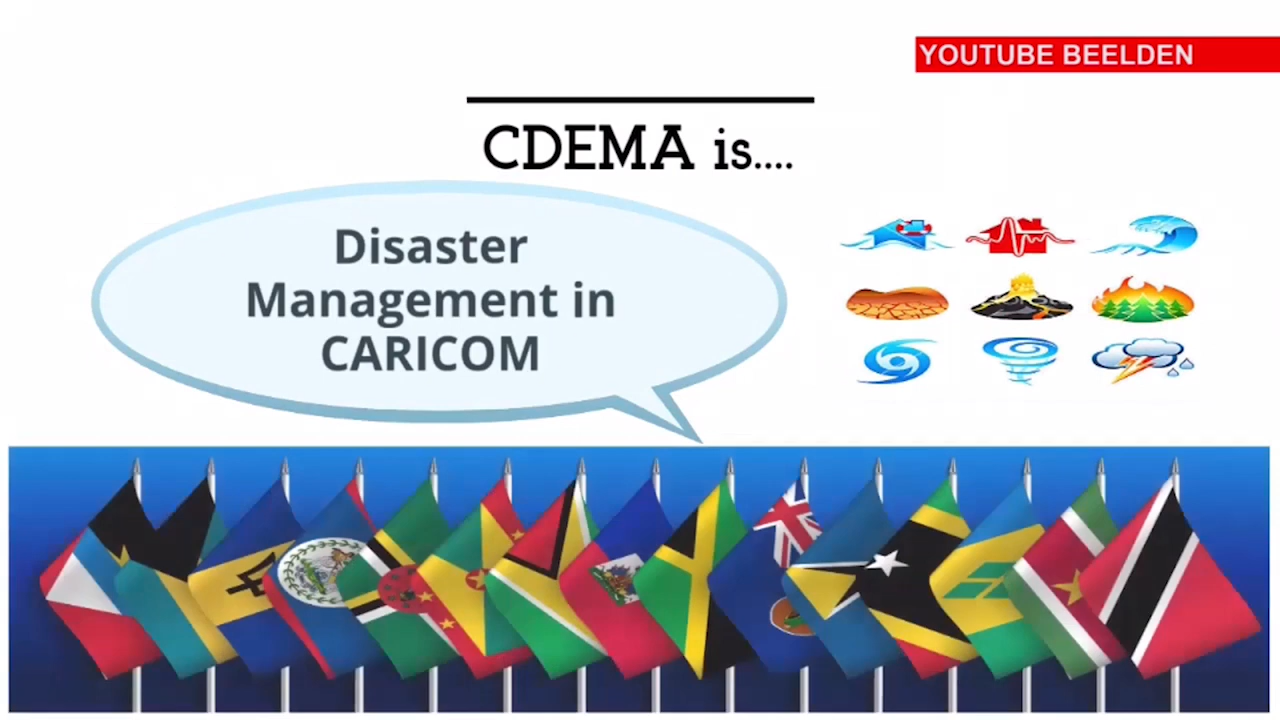 YOUTUBE BEELDEN
CDEMA is....
Disaster
Management in
CARICOM